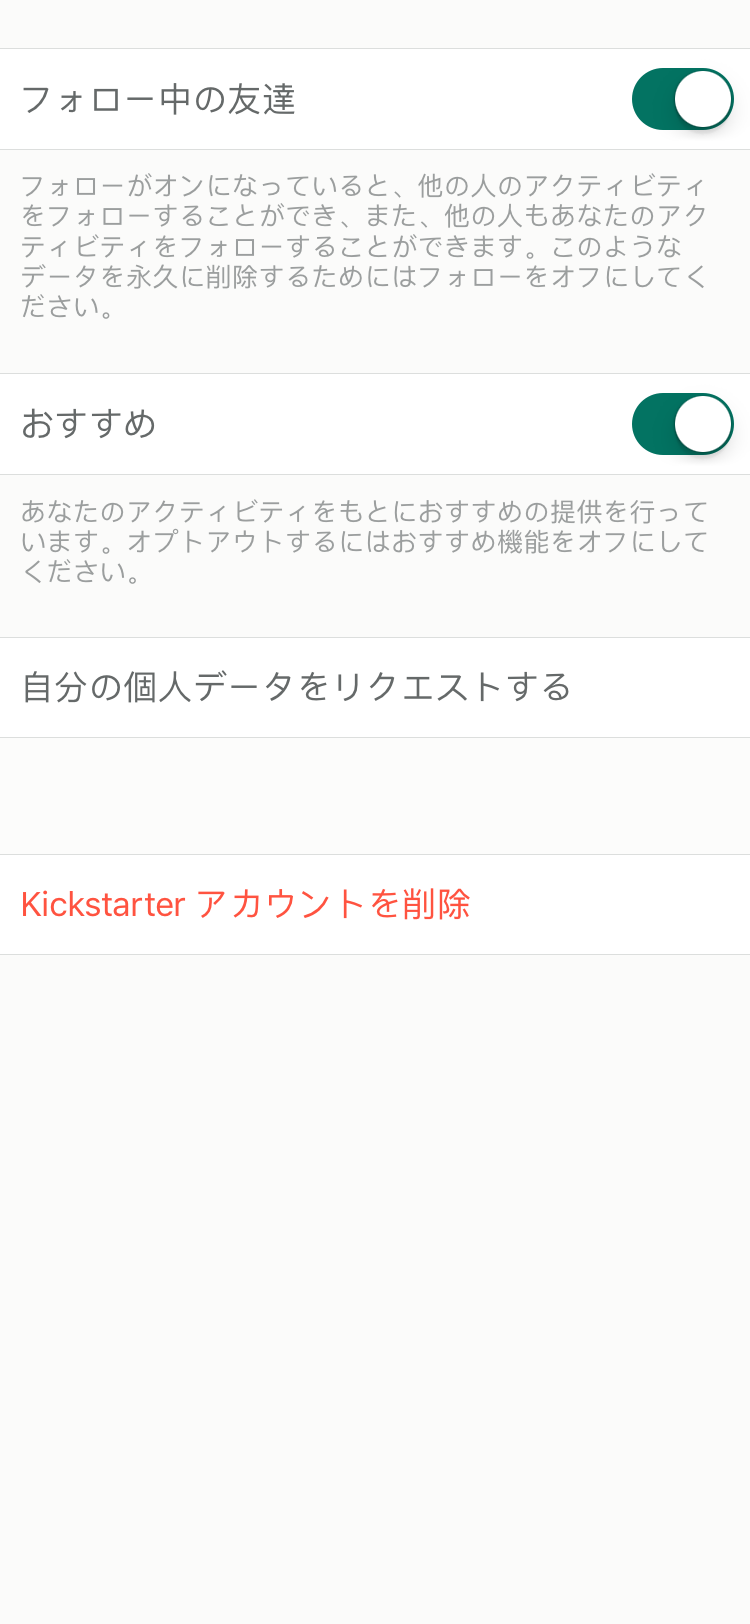 フォロー中の友達
フォローがオンになっていると、他の人のアクティビティ
をフォローすることができ、また、他の人もあなたのアク
ティビティをフォローすることができます。このような
データを永久に削除するためにはフォローをオフにしてく
ださい。
おすすめ
あなたのアクティビティをもとにおすすめの提供を行って
います。オプトアウトするにはおすすめ機能をオフにして
ください。
自分の個人データをリクエストする
Kickstarter アカウントを削除